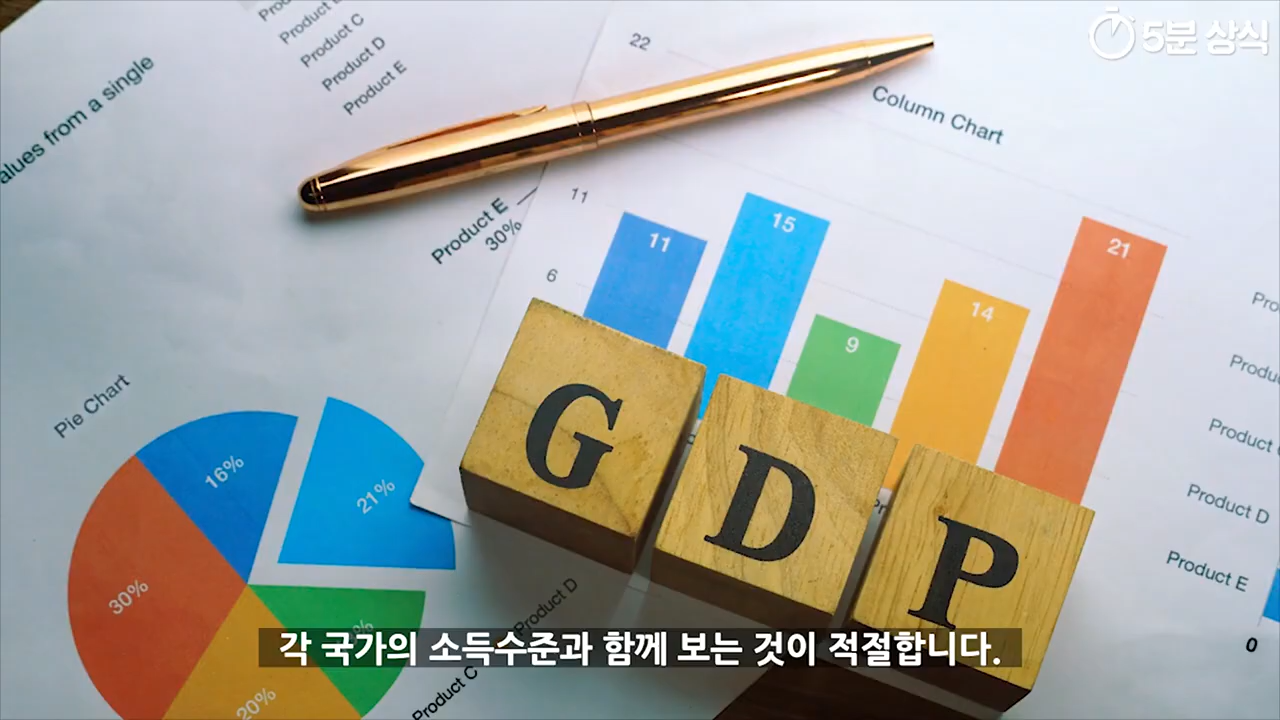 5분 상식
Product C
Product D
Product E
alues from a single
22
Column Chart
11
6
Product E
30%
11
15
9
14
21
Pie Chart
16%
21%
30%
20%
G
D
P
Product D
Product C
Product D
Product E
0
각 국가의 소득수준과 함께 보는 것이 적절합니다.